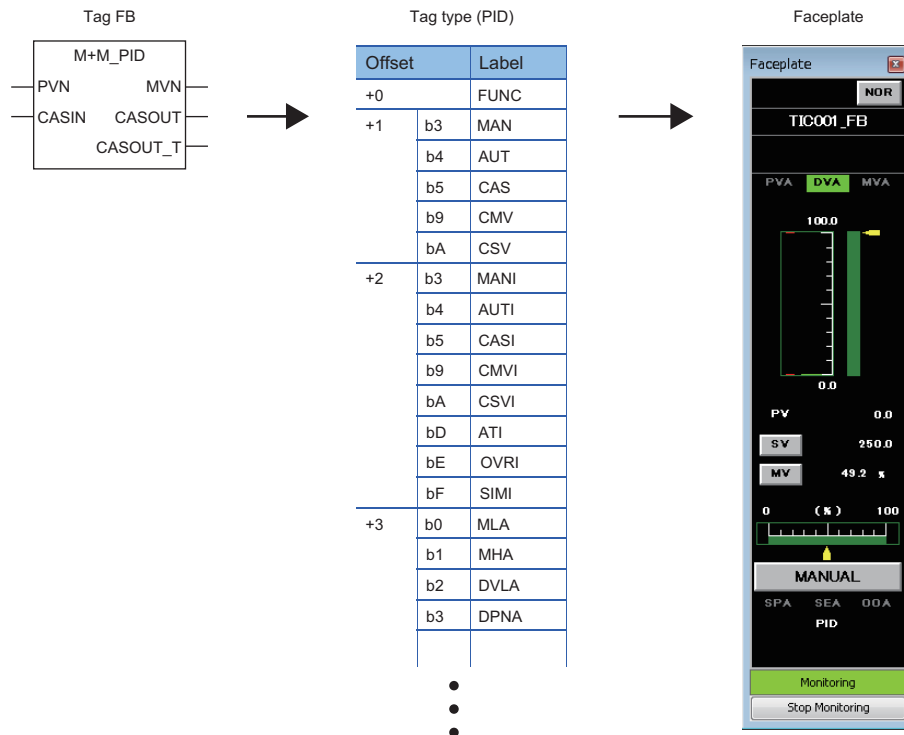 Tag FB
M+M_PID
PVN MVN
CASIN CASOUT
CASOUT_T
Tag type (PID)
Offset Label
+0 FUNC
+1 b3 MAN
b4 AUT
b5 CAS
b9 CMV
bA CSV
+2 b3 MANI
b4 AUTI
b5 CASI
b9 CMVI
bA CSVI
bD ATI
bE OVRI
bF SIMI
+3 b0 MLA
b1 MHA
b2 DVLA
b3 DPNA
Faceplate
Faceplate
NOR
TIC001_FB
PVA DVA MVA
100.0
0.0
PV 0.0
SV 250.0
MV 49.2 %
0 (%) 100
MANUAL
SPA SEA OOA
PID
Monitoring
Stop Monitoring